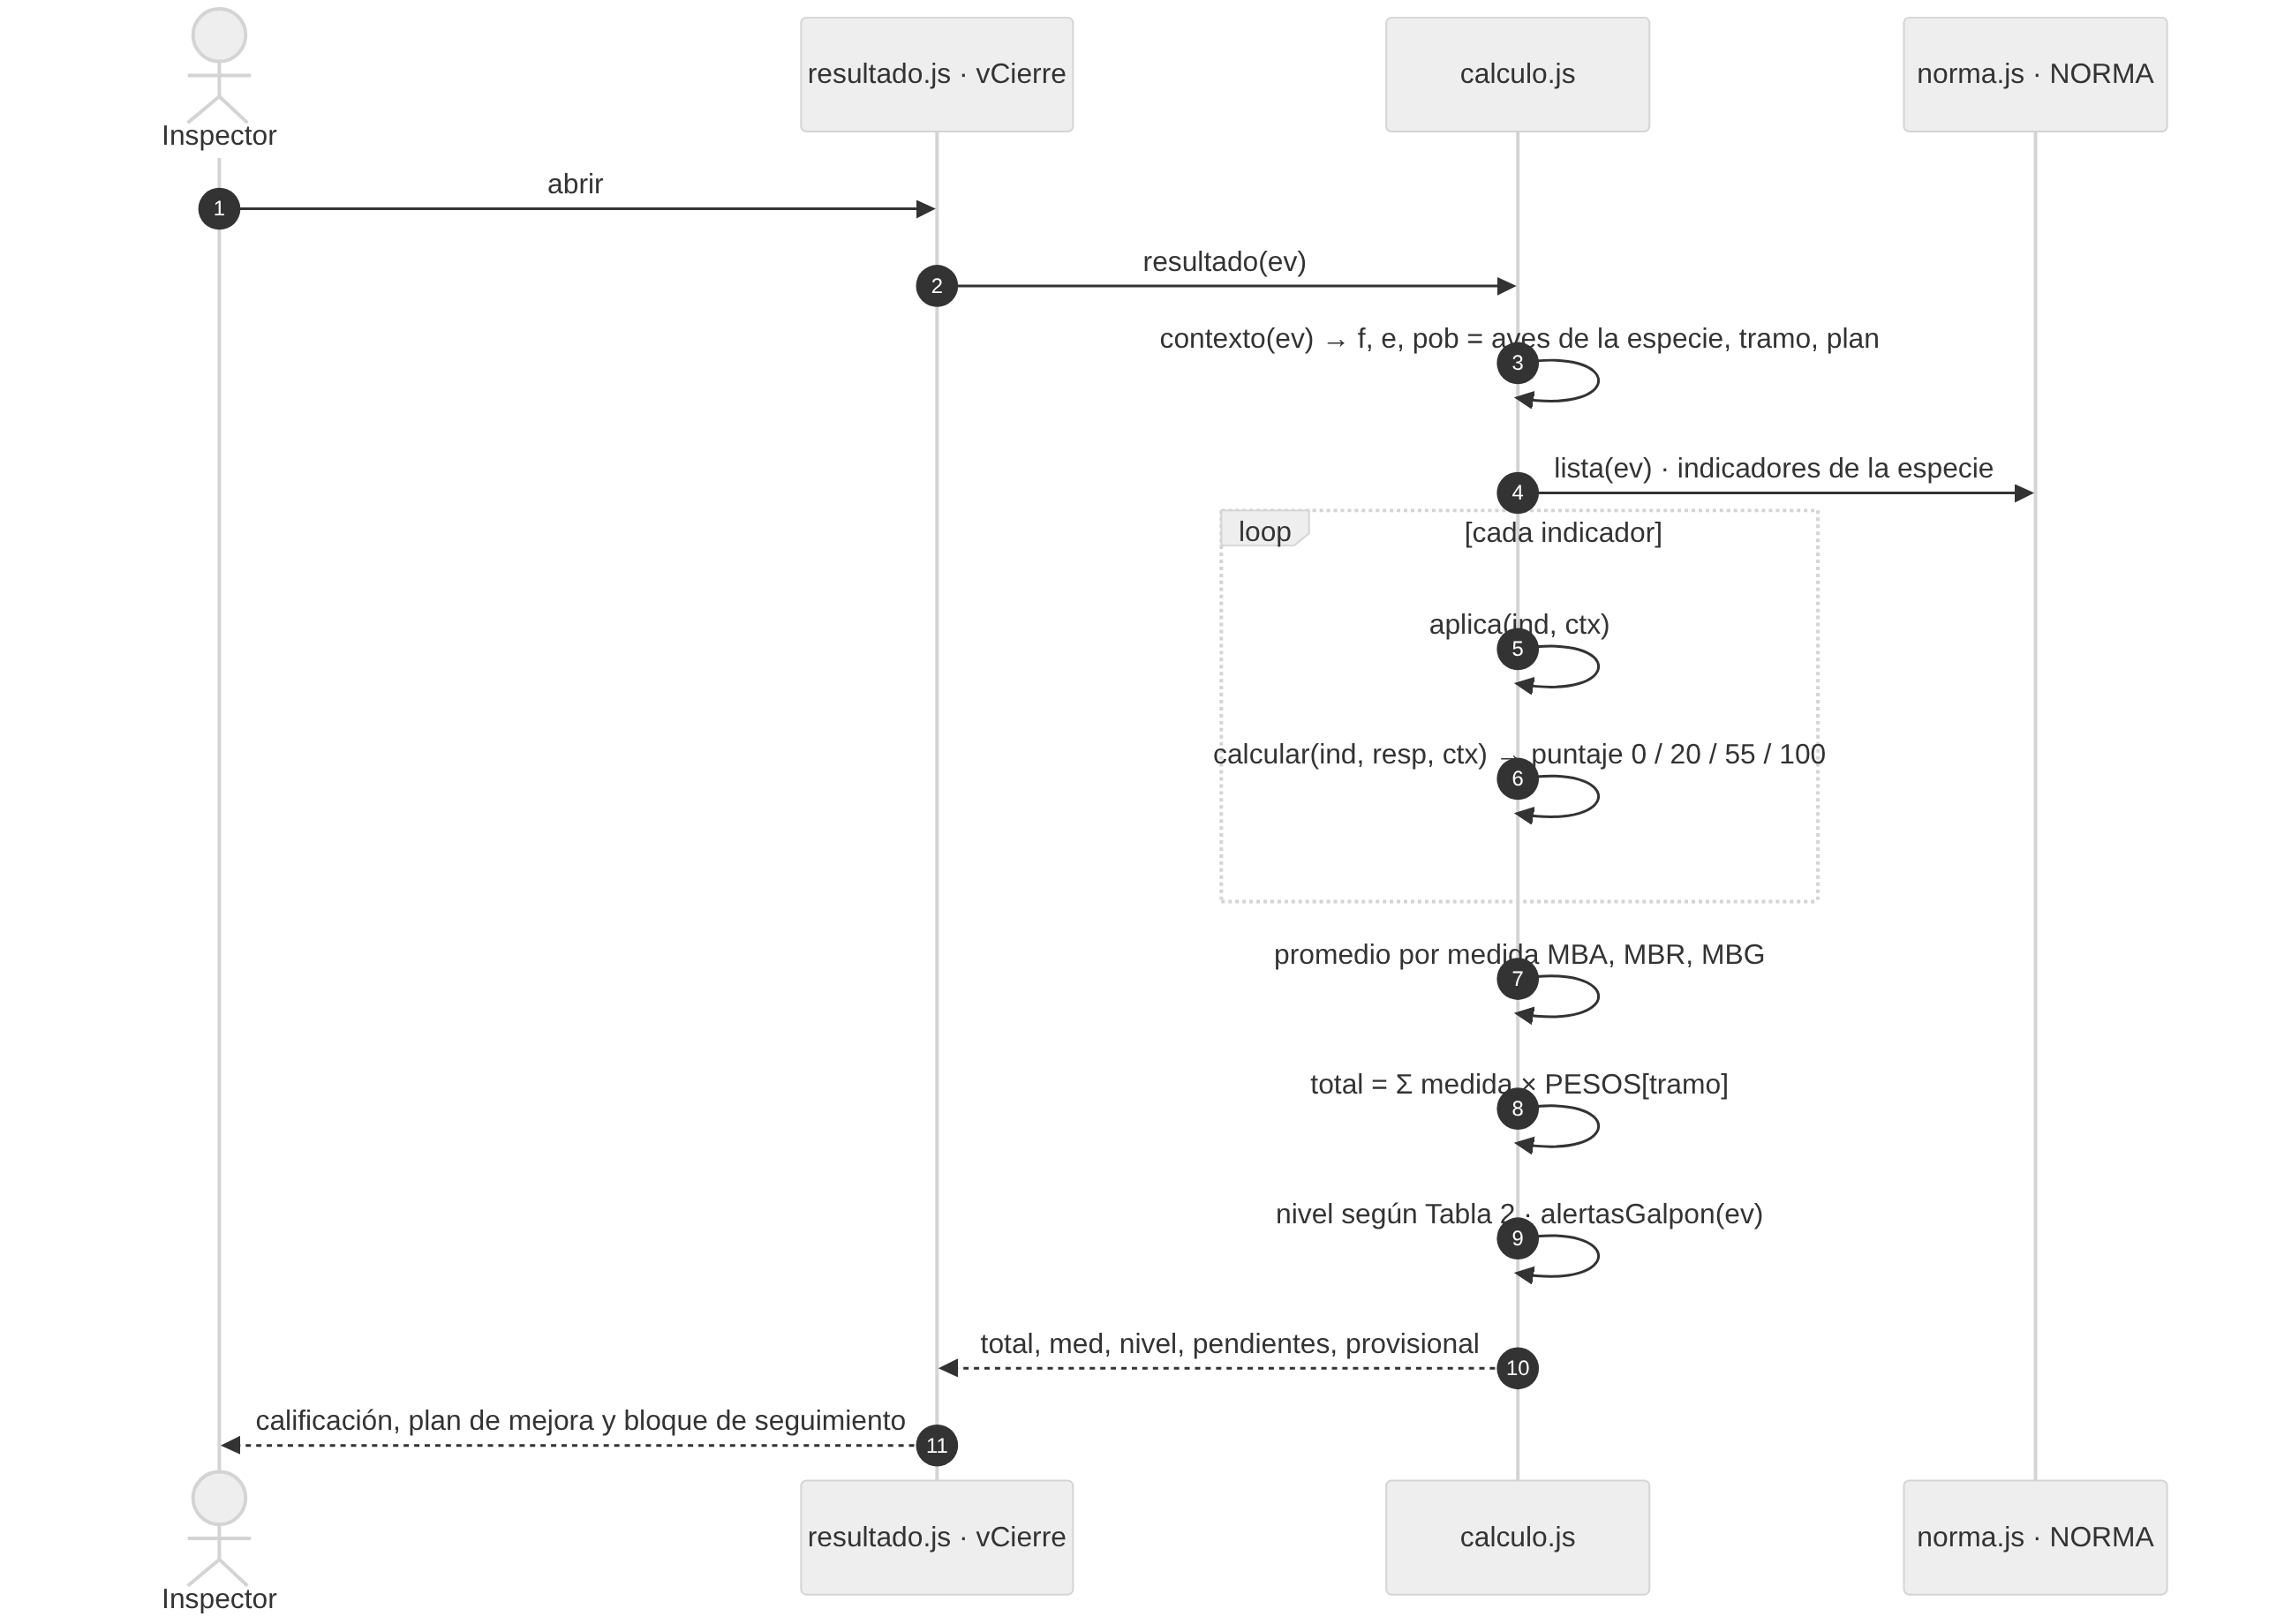 Inspector
resultado.js · vCierre
calculo.js
norma.js · NORMA
1
abrir
2
resultado(ev)
3
contexto(ev) → f, e, pob = aves de la especie, tramo, plan
4
lista(ev) · indicadores de la especie
loop
[cada indicador]
5
aplica(ind, ctx)
6
calcular(ind, resp, ctx) → puntaje 0 / 20 / 55 / 100
7
promedio por medida MBA, MBR, MBG
8
total = Σ medida × PESOS[tramo]
9
nivel según Tabla 2 · alertasGalpon(ev)
10
total, med, nivel, pendientes, provisional
11
calificación, plan de mejora y bloque de seguimiento
Inspector
resultado.js · vCierre
calculo.js
norma.js · NORMA